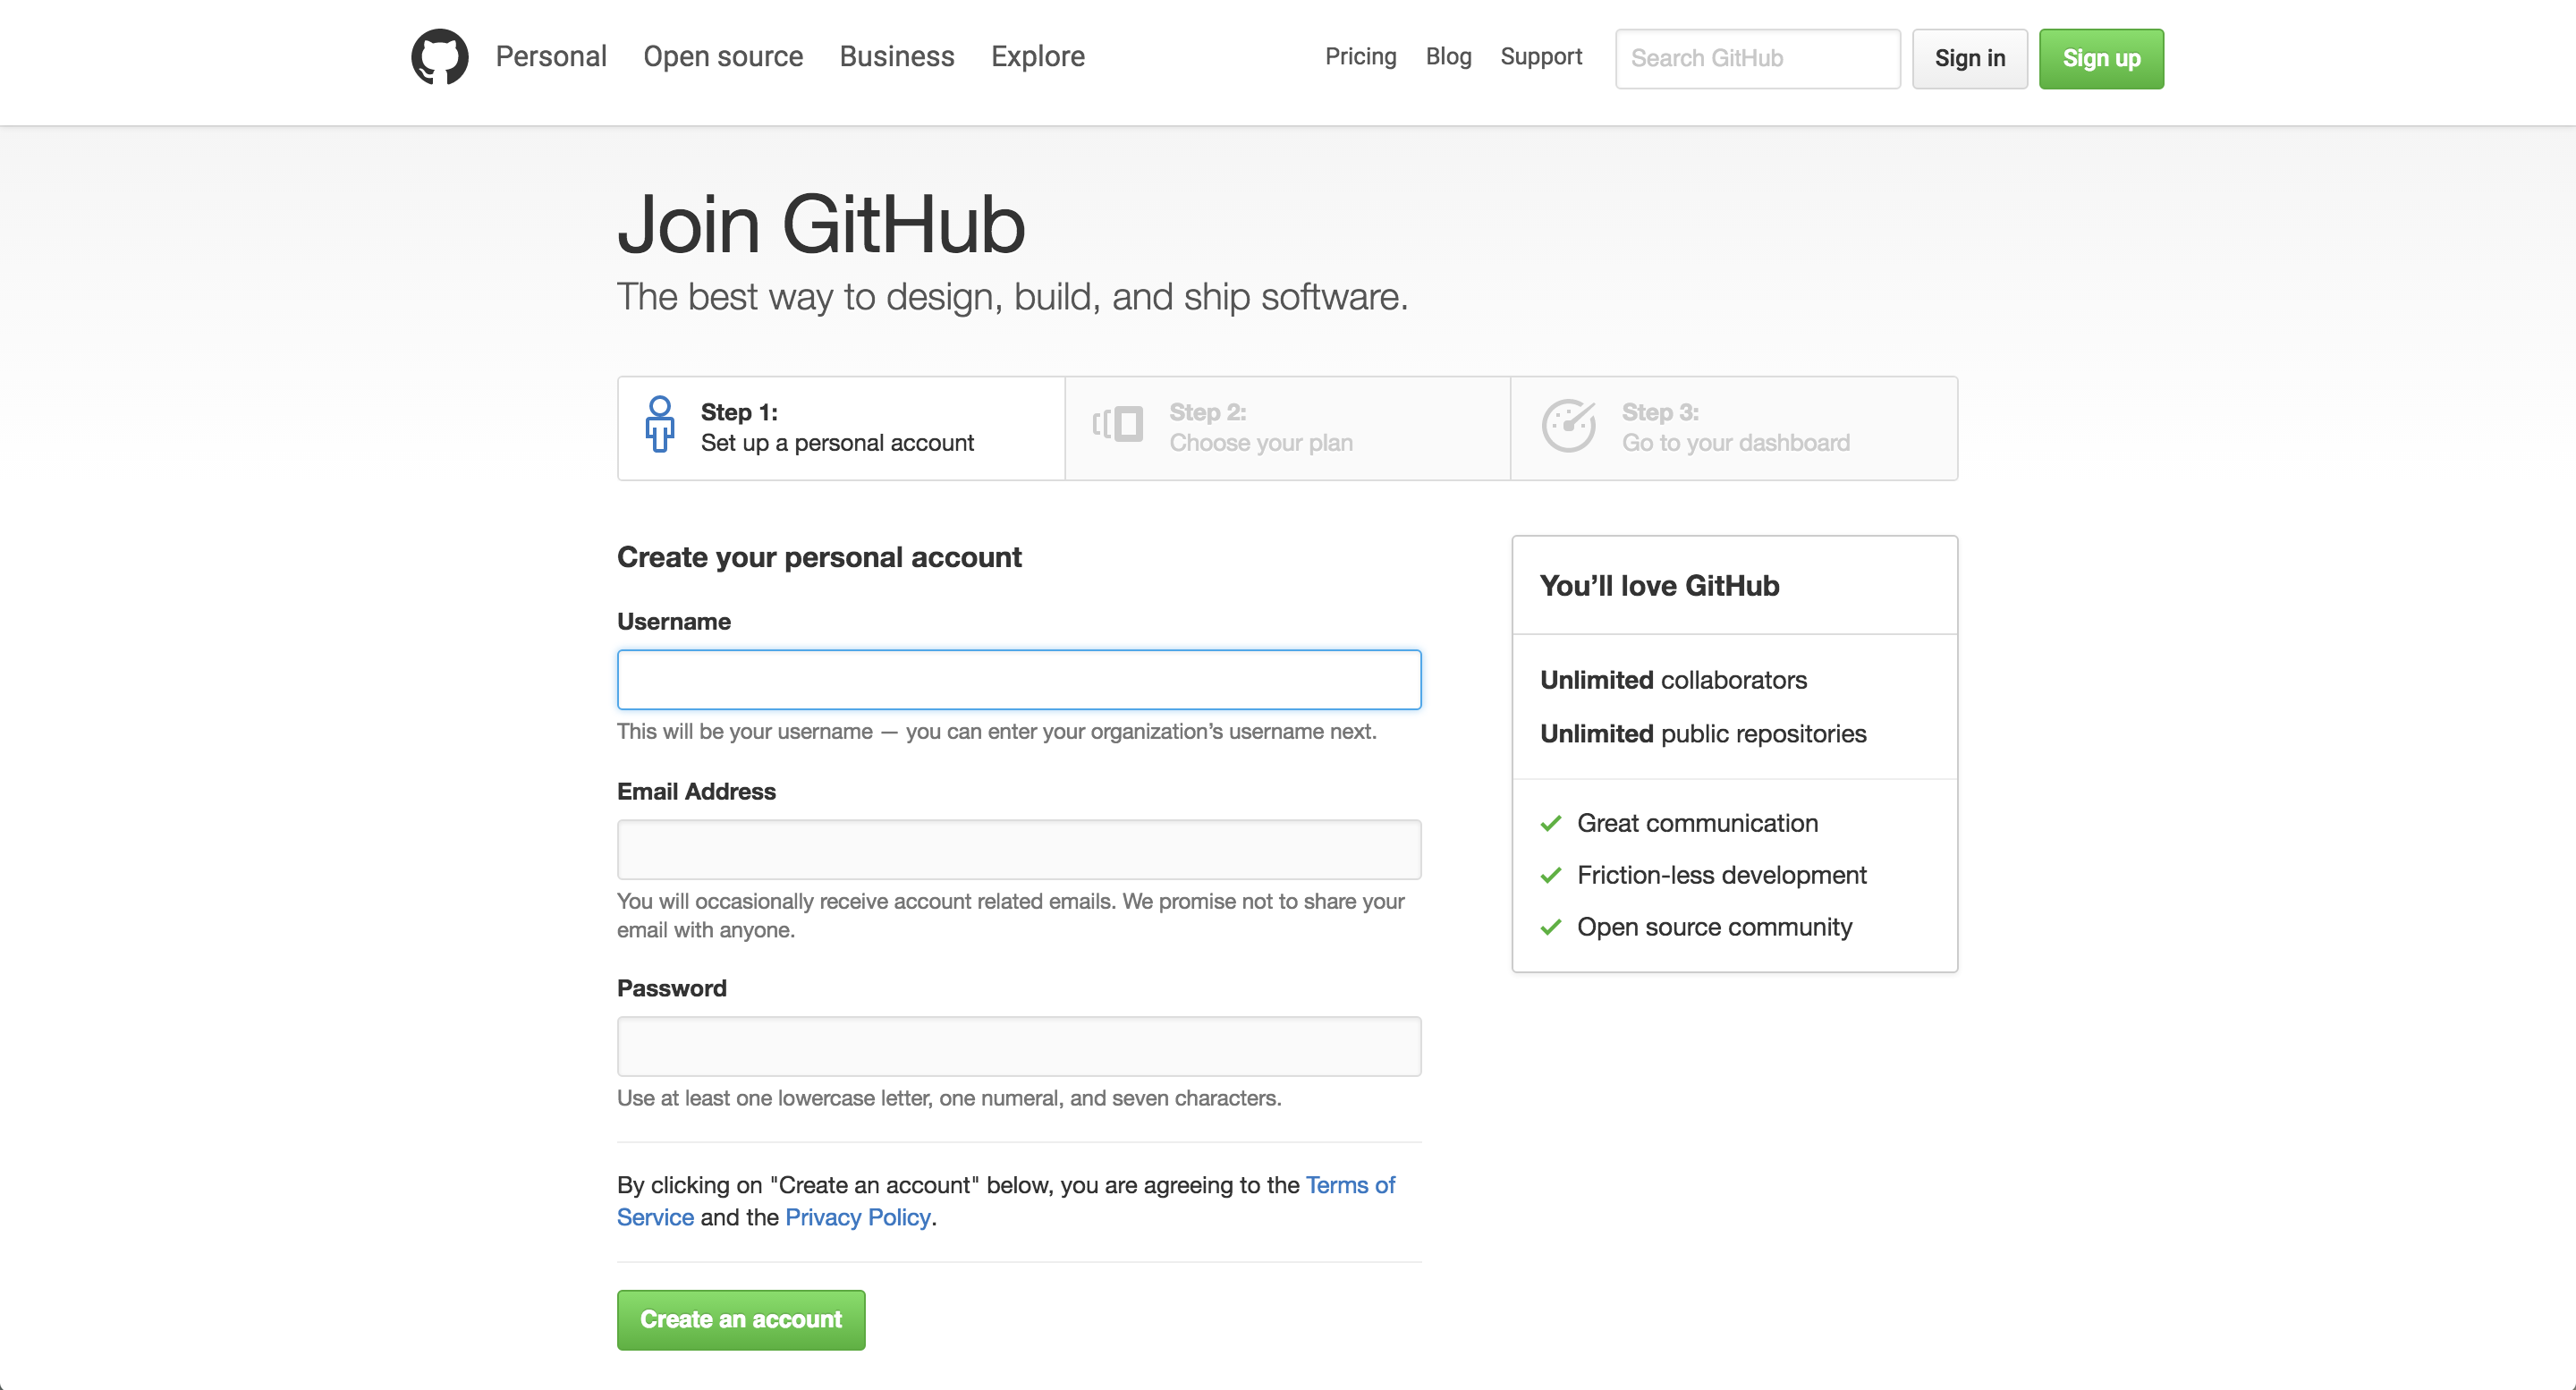 Personal Open source Business Explore Pricing Blog Support Search GitHub Sign in Sign up
Join GitHub
The best way to design, build, and ship software.
Step 1:
Set up a personal account
Step 2:
Choose your plan
Step 3:
Go to your dashboard
Create your personal account
Username
This will be your username — you can enter your organization’s username next.
Email Address
You will occasionally receive account related emails. We promise not to share your
email with anyone.
Password
Use at least one lowercase letter, one numeral, and seven characters.
By clicking on "Create an account" below, you are agreeing to the Terms of
Service and the Privacy Policy.
Create an account
You’ll love GitHub
Unlimited collaborators
Unlimited public repositories
Great communication
Friction-less development
Open source community